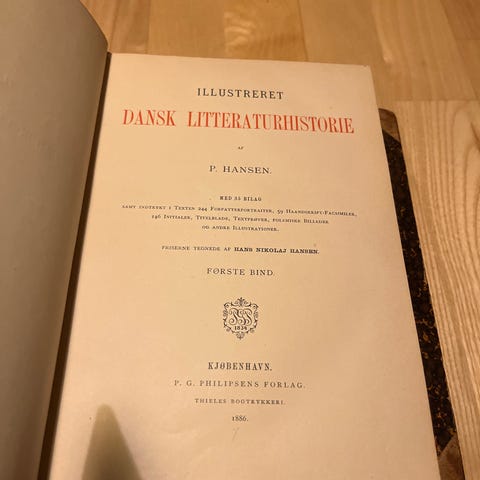 ILLUSTRERET
DANSK LITTERATURHISTORIE
AF
P. HANSEN.
MED 35 BILAG
SAMT INDTRYKT I TEXTEN 244 FORFATTERPORTRAITER, 59 HAANDSKRIFT-FACSIMILER,
146 INITIALER, TITELBLADE, TEXTPRØVER, POLEMISKE BILLEDER
OG ANDRE ILLUSTRATIONER.
FRISERNE TEGNEDE AF HANS NIKOLAJ HANSEN.
FØRSTE BIND.
1834
KJØBENHAVN.
P. G. PHILIPSENS FORLAG.
THIELES BOGTRYKKERI.
1886.